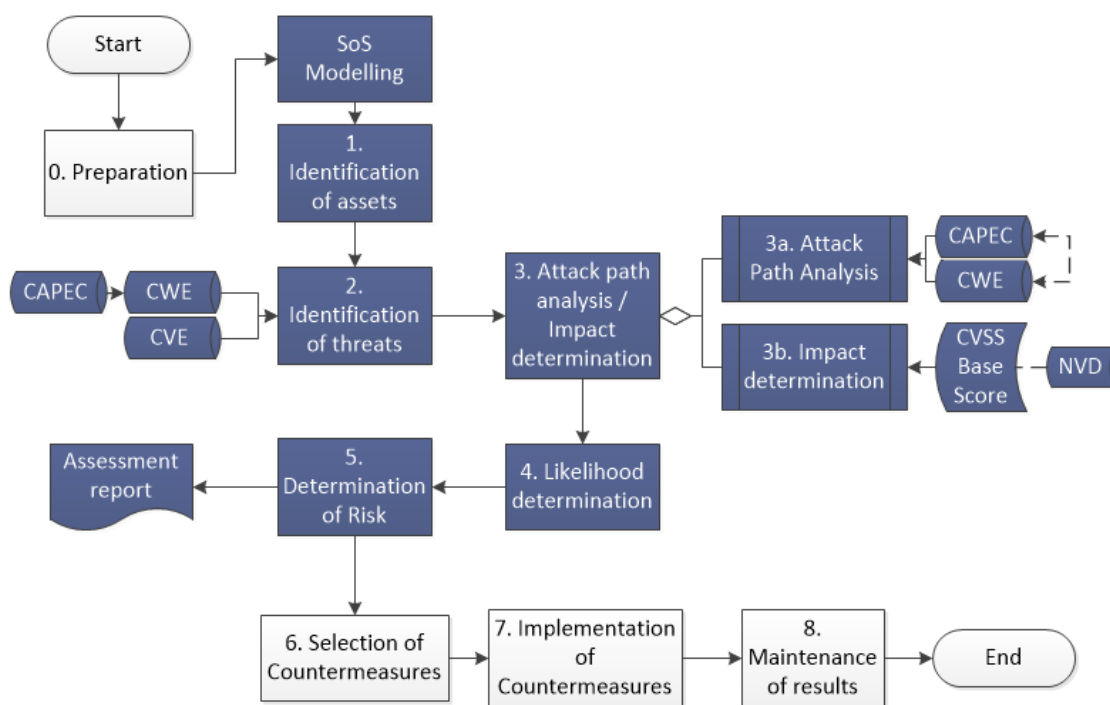 Start
SoS
Modelling
0. Preparation
1.
Identification
of assets
CAPEC
CWE
CVE
2.
Identification
of threats
3. Attack path
analysis /
Impact
determination
3a. Attack
Path Analysis
CAPEC
CWE
3b. Impact
determination
CVSS
Base
Score
NVD
Assessment
report
5.
Determination
of Risk
4. Likelihood
determination
6. Selection of
Countermeasures
7. Implementation
of
Countermeasures
8.
Maintenance
of results
End